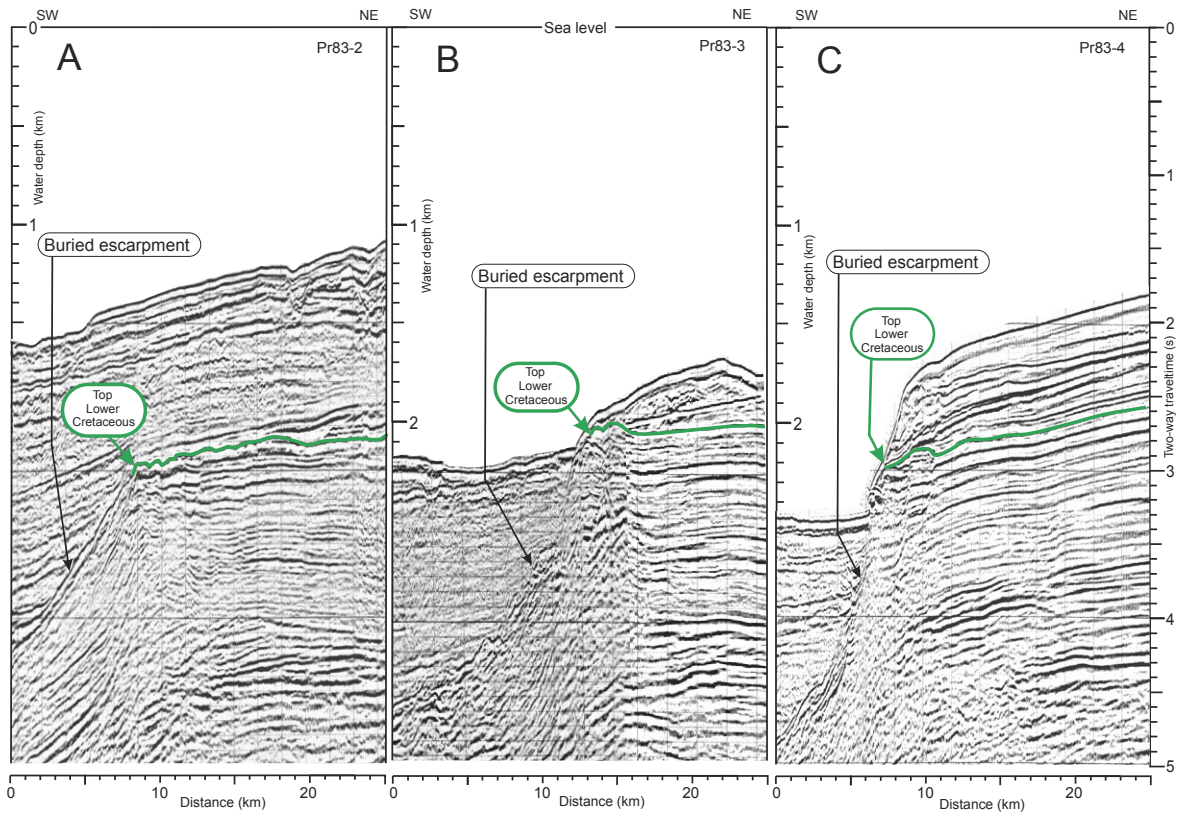 SW
SW
Sea level
NE
SW
NE
0
A
Pr83-2
B
Pr83-3
C
Pr83-4
0
Water depth (km)
1
Buried escarpment
Top
Lower
Cretaceous
1
Water depth (km)
2
Buried escarpment
Top
Lower
Cretaceous
1
Water depth (km)
2
Buried escarpment
Top
Lower
Cretaceous
1
2
3
4
5
Two-way traveltime (s)
0 10 20
Distance (km)
0 10 20
Distance (km)
0 10 20
Distance (km)